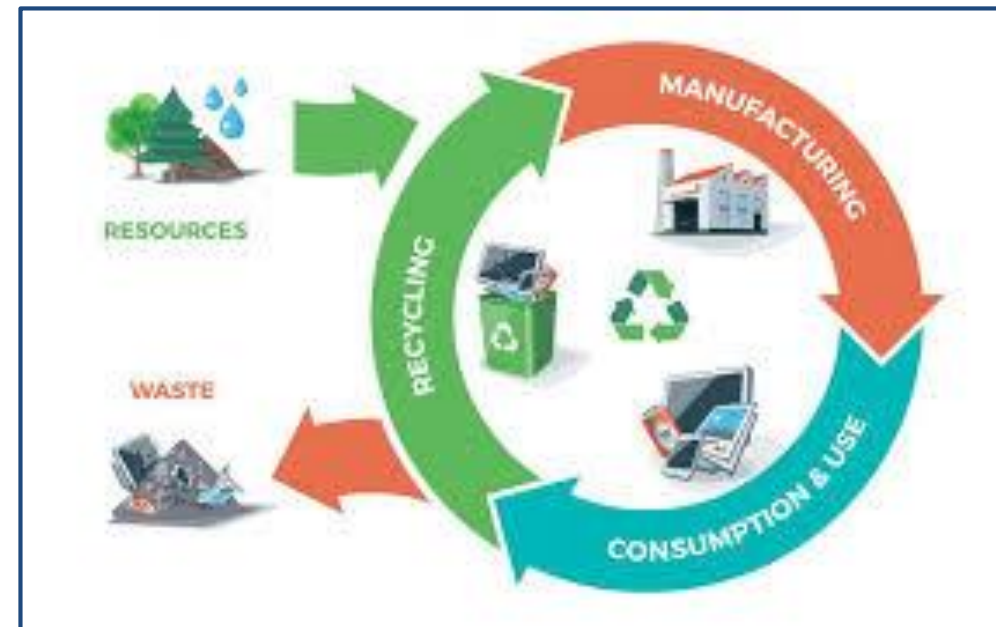 RESOURCES
MANUFACTURING
RECYCLING
WASTE
CONSUMPTION & USE